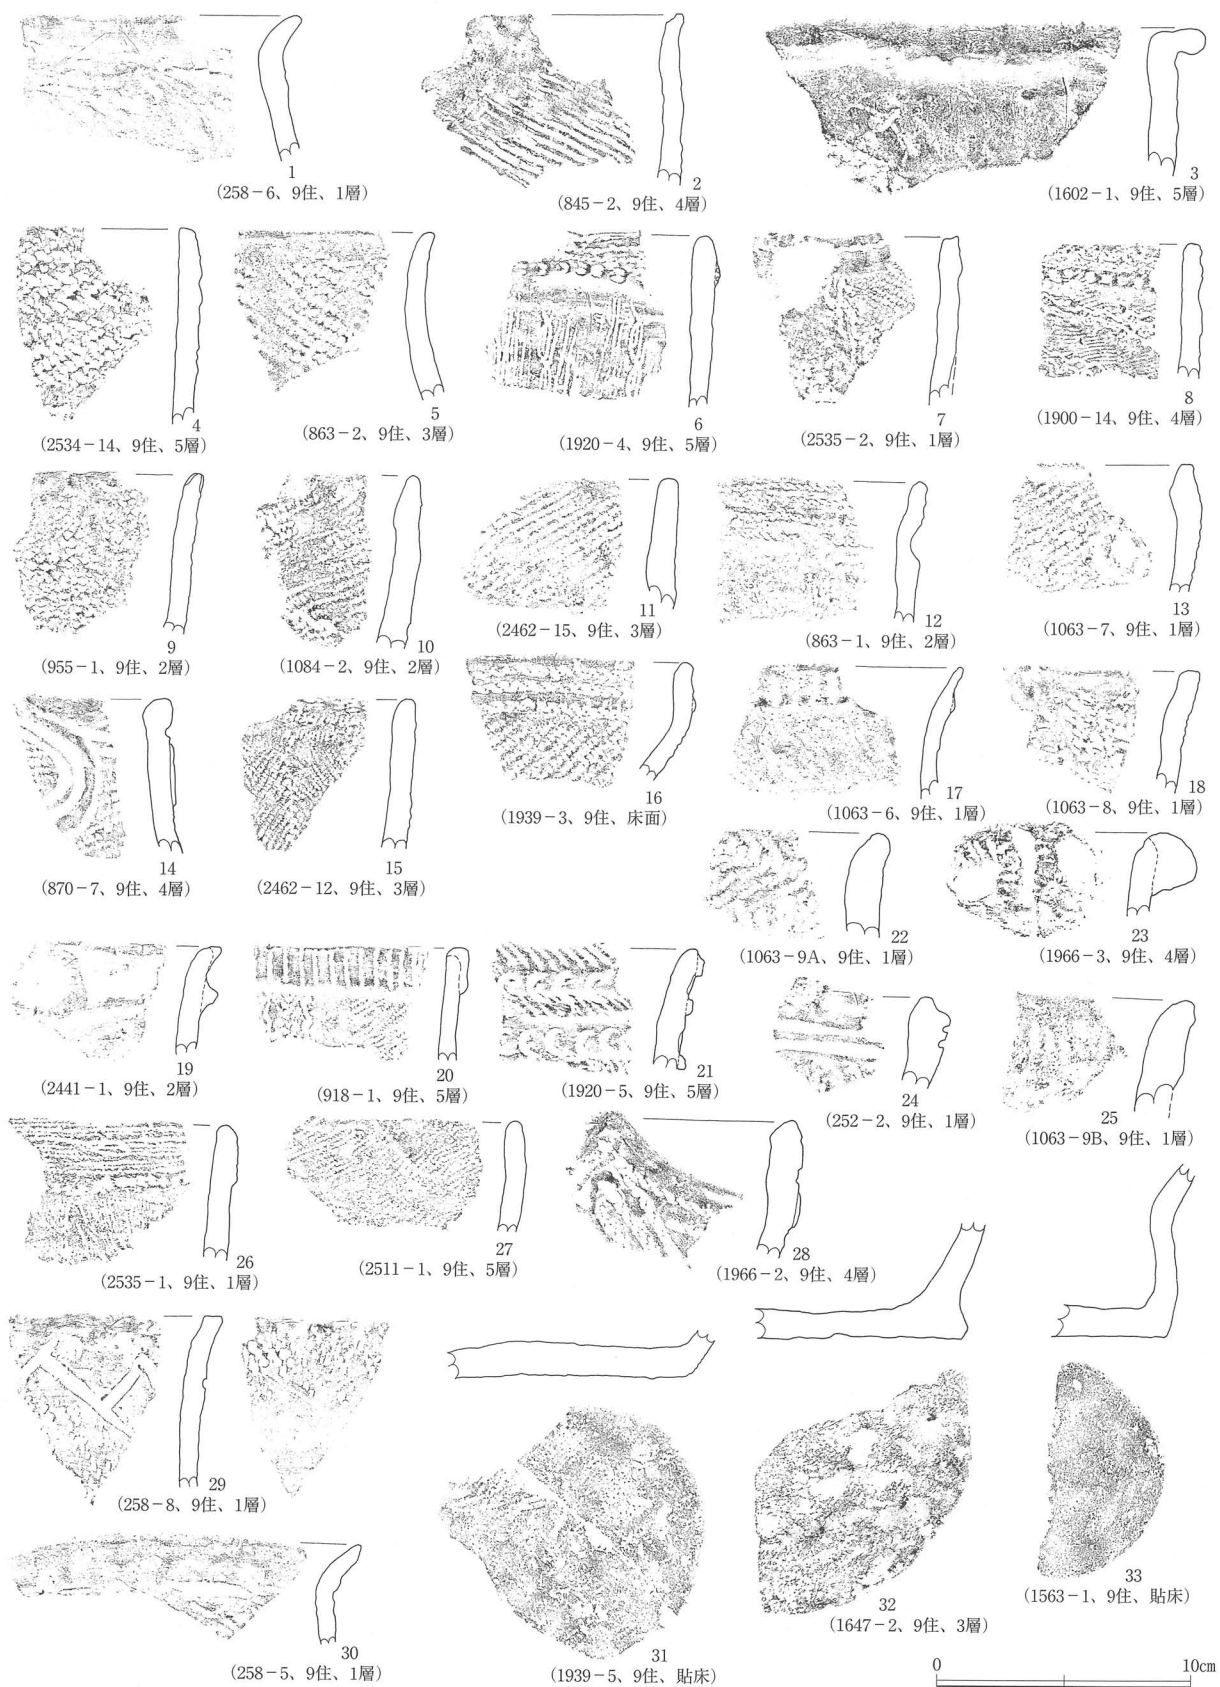 1
(258-6、9住、1層)
2
(845-2、9住、4層)
3
(1602-1、9住、5層)
4
(2534-14、9住、5層)
5
(863-2、9住、3層)
6
(1920-4、9住、5層)
7
(2535-2、9住、1層)
8
(1900-14、9住、4層)
9
(955-1、9住、2層)
10
(1084-2、9住、2層)
11
(2462-15、9住、3層)
12
(863-1、9住、2層)
13
(1063-7、9住、1層)
14
(870-7、9住、4層)
15
(2462-12、9住、3層)
16
(1939-3、9住、床面)
17
(1063-6、9住、1層)
18
(1063-8、9住、1層)
22
(1063-9A、9住、1層)
23
(1966-3、9住、4層)
19
(2441-1、9住、2層)
20
(918-1、9住、5層)
21
(1920-5、9住、5層)
24
(252-2、9住、1層)
25
(1063-9B、9住、1層)
26
(2535-1、9住、1層)
27
(2511-1、9住、5層)
28
(1966-2、9住、4層)
29
(258-8、9住、1層)
30
(258-5、9住、1層)
31
(1939-5、9住、貼床)
32
(1647-2、9住、3層)
33
(1563-1、9住、貼床)
0 10cm